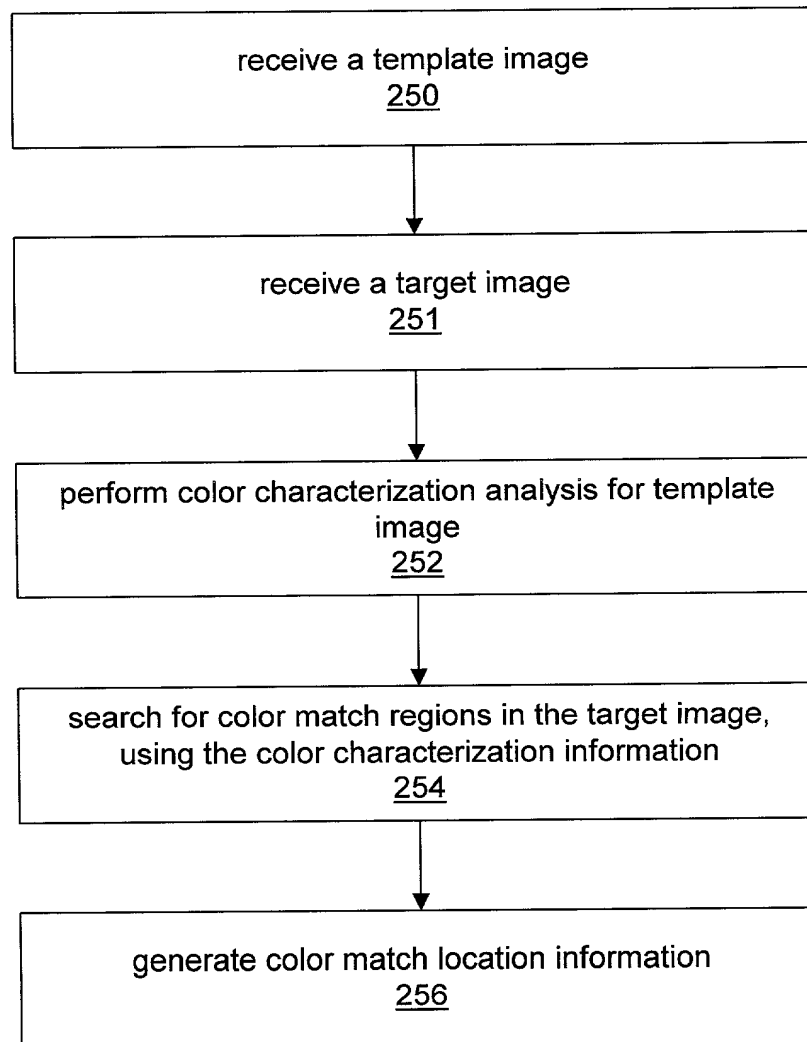 receive a template image
250
receive a target image
251
perform color characterization analysis for template
image
252
search for color match regions in the target image,
using the color characterization information
254
generate color match location information
256